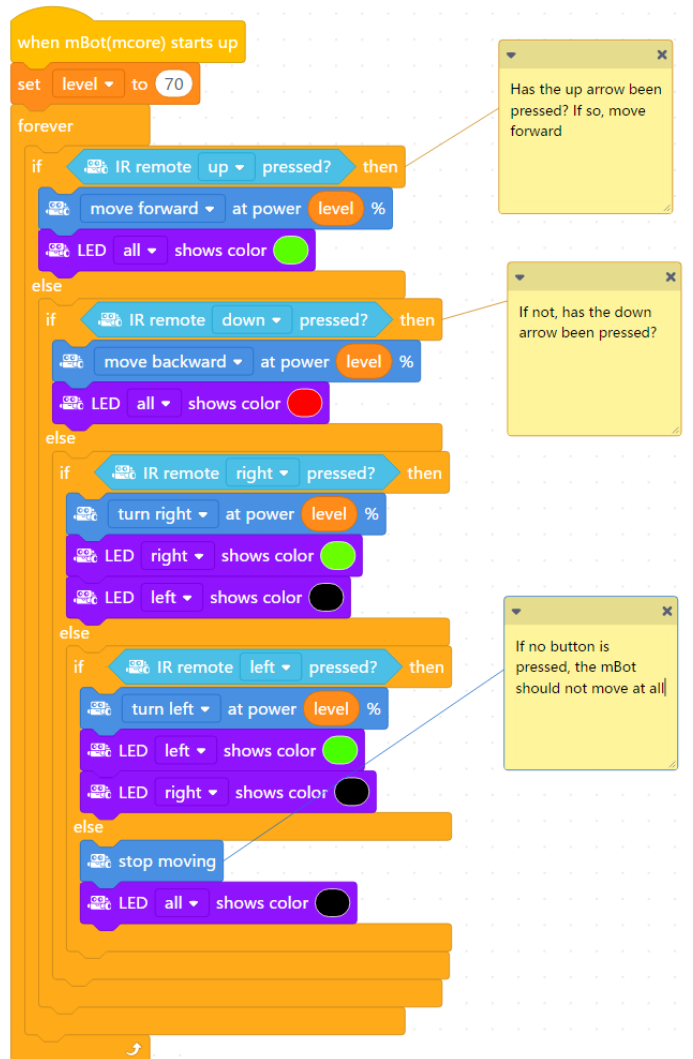 when mBot(mcore) starts up
set level to 70
forever
if IR remote up pressed? then
move forward at power level %
LED all shows color
else
if IR remote down pressed? then
move backward at power level %
LED all shows color
else
if IR remote right pressed? then
turn right at power level %
LED right shows color
LED left shows color
else
if IR remote left pressed? then
turn left at power level %
LED left shows color
LED right shows color
else
stop moving
LED all shows color
Has the up arrow been
pressed? If so, move
forward
If not, has the down
arrow been pressed?
If no button is
pressed, the mBot
should not move at all